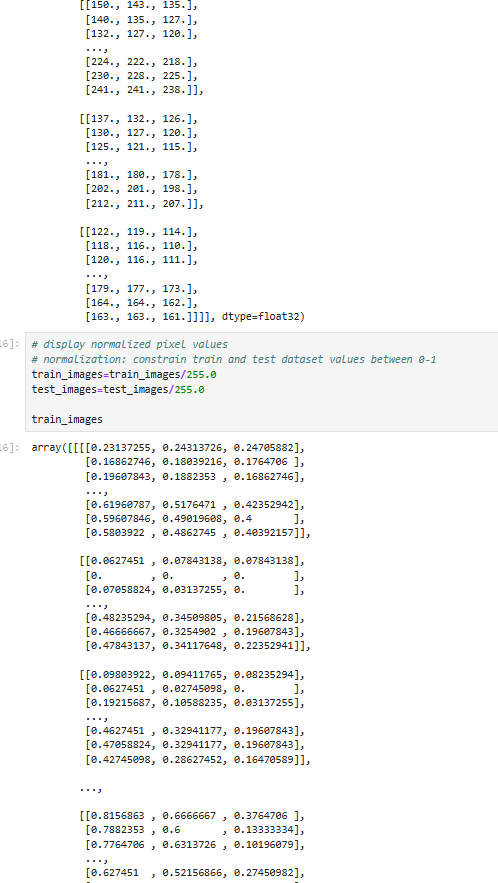 [[150., 143., 135.],
[140., 135., 127.],
[132., 127., 120.],
...,
[224., 222., 218.],
[230., 228., 225.],
[241., 241., 238.]],
[[137., 132., 126.],
[130., 127., 120.],
[125., 121., 115.],
...,
[181., 180., 178.],
[202., 201., 198.],
[212., 211., 207.]],
[[122., 119., 114.],
[118., 116., 110.],
[120., 116., 111.],
...,
[179., 177., 173.],
[164., 164., 162.],
[163., 163., 161.]]]], dtype=float32)
16]: # display normalized pixel values
# normalization: constrain train and test dataset values between 0-1
train_images=train_images/255.0
test_images=test_images/255.0
train_images
16]: array([[[[0.23137255, 0.24313726, 0.24705882],
[0.16862746, 0.18039216, 0.1764706 ],
[0.19607843, 0.1882353 , 0.16862746],
...,
[0.61960787, 0.5176471 , 0.42352942],
[0.59607846, 0.49019608, 0.4       ],
[0.5803922 , 0.4862745 , 0.40392157]],
[[0.0627451 , 0.07843138, 0.07843138],
[0.        , 0.        , 0.        ],
[0.07058824, 0.03137255, 0.        ],
...,
[0.48235294, 0.34509805, 0.21568628],
[0.46666667, 0.3254902 , 0.19607843],
[0.47843137, 0.34117648, 0.22352941]],
[[0.09803922, 0.09411765, 0.08235294],
[0.0627451 , 0.02745098, 0.        ],
[0.19215687, 0.10588235, 0.03137255],
...,
[0.4627451 , 0.32941177, 0.19607843],
[0.47058824, 0.32941177, 0.19607843],
[0.42745098, 0.28627452, 0.16470589]],
...,
[[0.8156863 , 0.6666667 , 0.3764706 ],
[0.7882353 , 0.6       , 0.13333334],
[0.7764706 , 0.6313726 , 0.10196079],
...,
[0.627451  , 0.52156866, 0.27450982],